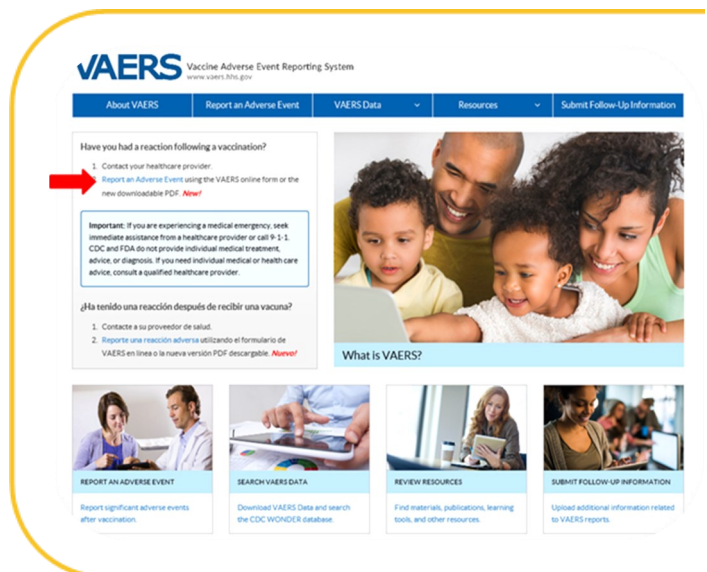 VAERS Vaccine Adverse Event Reporting System
www.vaers.hhs.gov
About VAERS Report an Adverse Event VAERS Data Resources Submit Follow-Up Information
Have you had a reaction following a vaccination?
1. Contact your healthcare provider.
Report an Adverse Event using the VAERS online form or the
new downloadable PDF. New!
Important: If you are experiencing a medical emergency, seek
immediate assistance from a healthcare provider or call 9-1-1.
CDC and FDA do not provide individual medical treatment,
advice, or diagnosis. If you need individual medical or health care
advice, consult a qualified healthcare provider.
¿Ha tenido una reacción después de recibir una vacuna?
1. Contacte a su proveedor de salud.
2. Reporte una reacción adversa utilizando el formulario de
VAERS en línea o la nueva versión PDF descargable. Nuevo!
What is VAERS?
REPORT AN ADVERSE EVENT
Report significant adverse events
after vaccination.
SEARCH VAERS DATA
Download VAERS Data and search
the CDC WONDER database.
REVIEW RESOURCES
Find materials, publications, learning
tools, and other resources.
SUBMIT FOLLOW-UP INFORMATION
Upload additional information related
to VAERS reports.